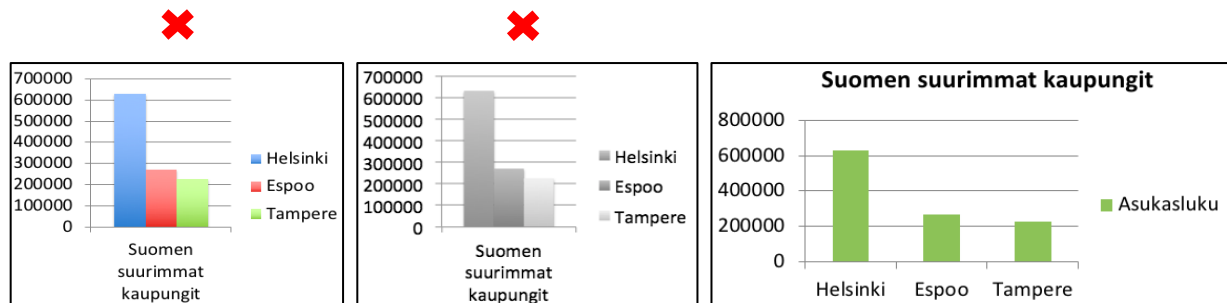 700000
600000
500000
400000
300000
200000
100000
0
Helsinki
Espoo
Tampere
Suomen
suurimmat
kaupungit
700000
600000
500000
400000
300000
200000
100000
0
Helsinki
Espoo
Tampere
Suomen
suurimmat
kaupungit
Suomen suurimmat kaupungit
800000
600000
400000
200000
0
Asukasluku
Helsinki Espoo Tampere